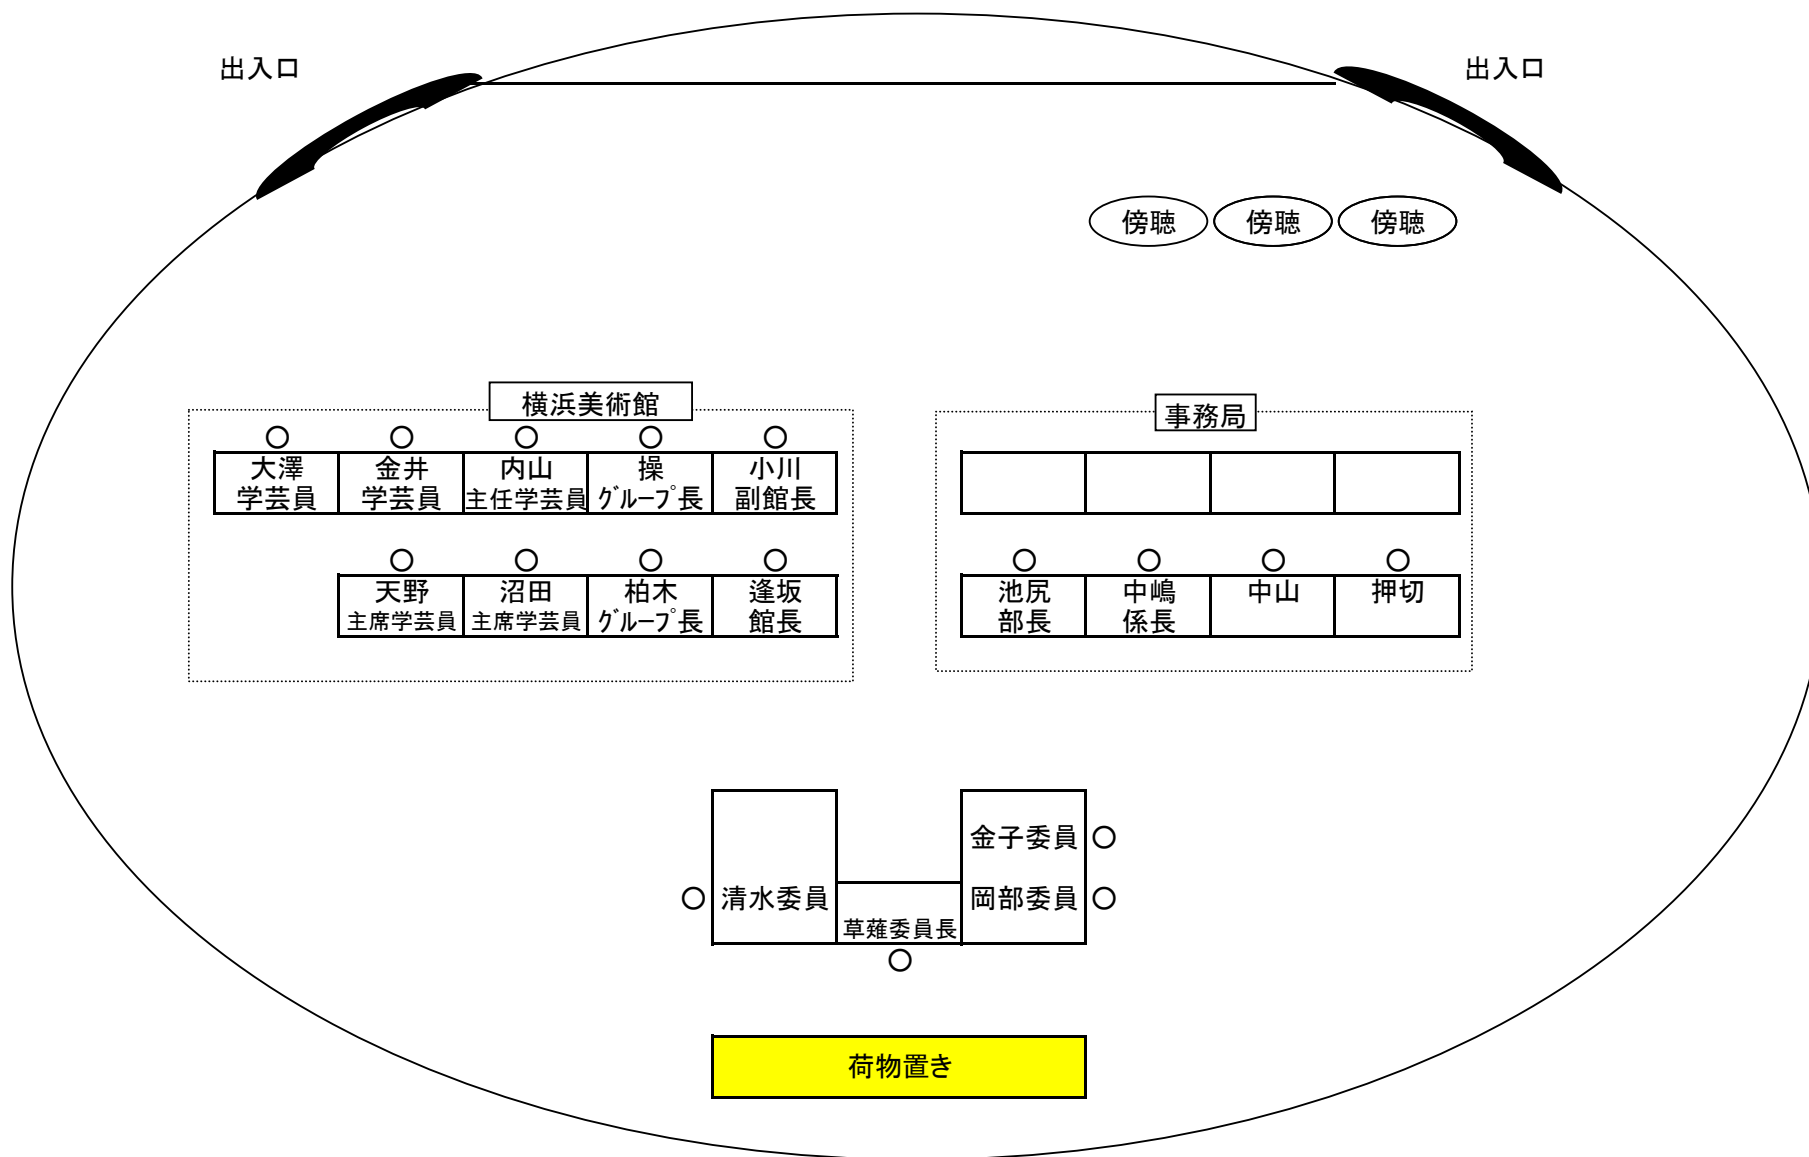 出入口
出入口
傍聴
傍聴
傍聴
横浜美術館
事務局
大澤
学芸員
金井
学芸員
内山
主任学芸員
操
ｸﾞﾙｰﾌﾟ長
小川
副館長
天野
主席学芸員
沼田
主席学芸員
柏木
ｸﾞﾙｰﾌﾟ長
逢坂
館長
池尻
部長
中嶋
係長
中山
押切
金子委員
清水委員
岡部委員
草薙委員長
荷物置き